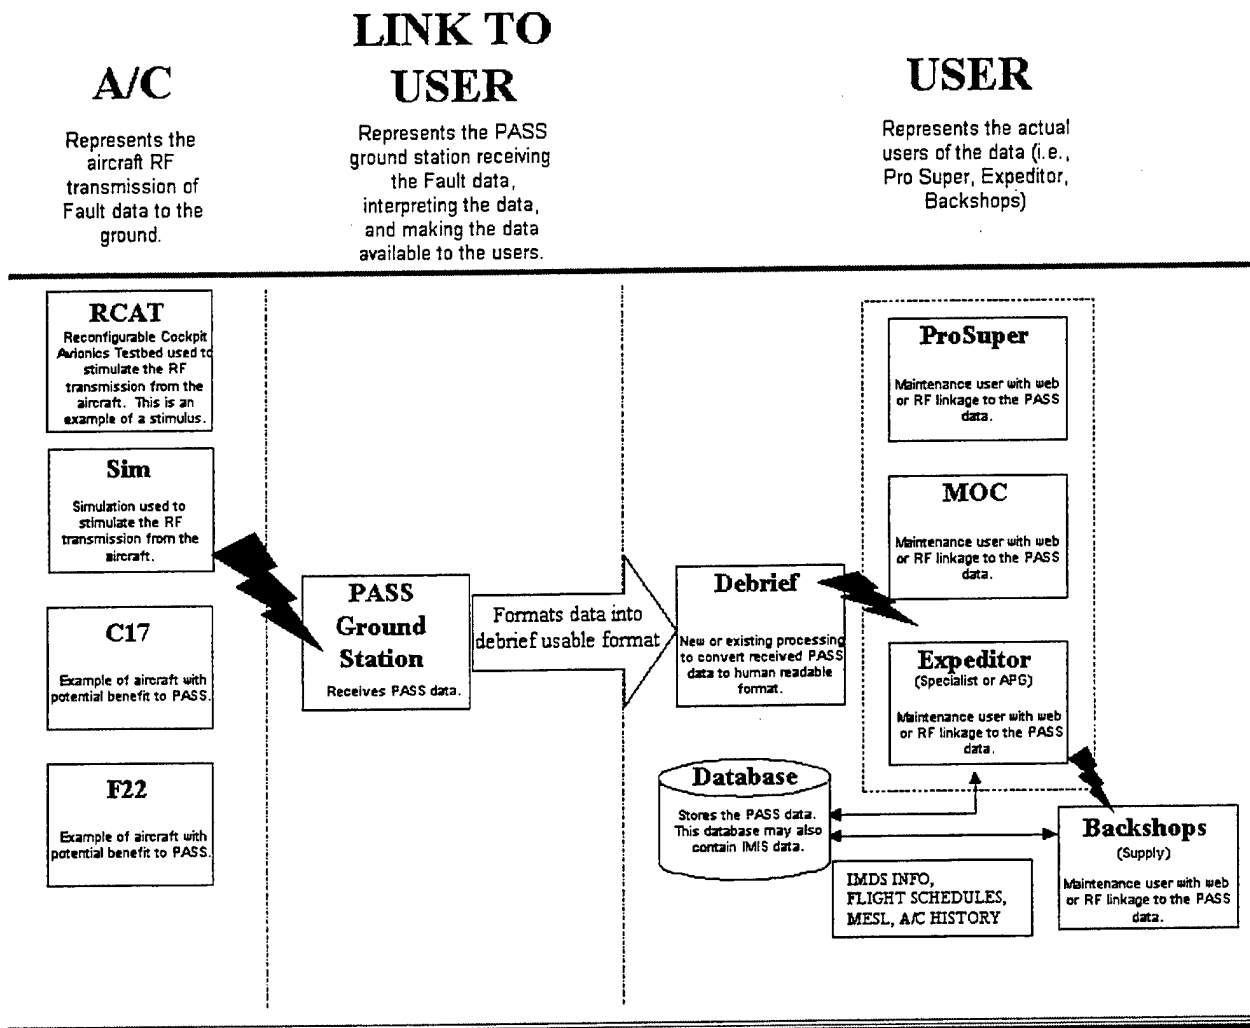 A/C
Represents the
aircraft RF
transmission of
Fault data to the
ground.
LINK TO
USER
Represents the PASS
ground station receiving
the Fault data,
interpreting the data,
and making the data
available to the users.
USER
Represents the actual
users of the data (i.e.,
Pro Super, Expeditor,
Backshops)
RCAT
Reconfigurable Cockpit
Avionics Testbed used to
stimulate the RF
transmission from the
aircraft. This is an
example of a stimulus.
Sim
Simulation used to
stimulate the RF
transmission from the
aircraft.
C17
Example of aircraft with
potential benefit to PASS.
F22
Example of aircraft with
potential benefit to PASS.
PASS
Ground
Station
Receives PASS data.
Formats data into
debrief usable format
Debrief
New or existing processing
to convert received PASS
data to human readable
format.
ProSuper
Maintenance user with web
or RF linkage to the PASS
data.
MOC
Maintenance user with web
or RF linkage to the PASS
data.
Expeditor
(Specialist or APG)
Maintenance user with web
or RF linkage to the PASS
data.
Database
Stores the PASS data.
This database may also
contain IMIS data.
IMDS INFO,
FLIGHT SCHEDULES,
MESL, A/C HISTORY
Backshops
(Supply)
Maintenance user with web
or RF linkage to the PASS
data.